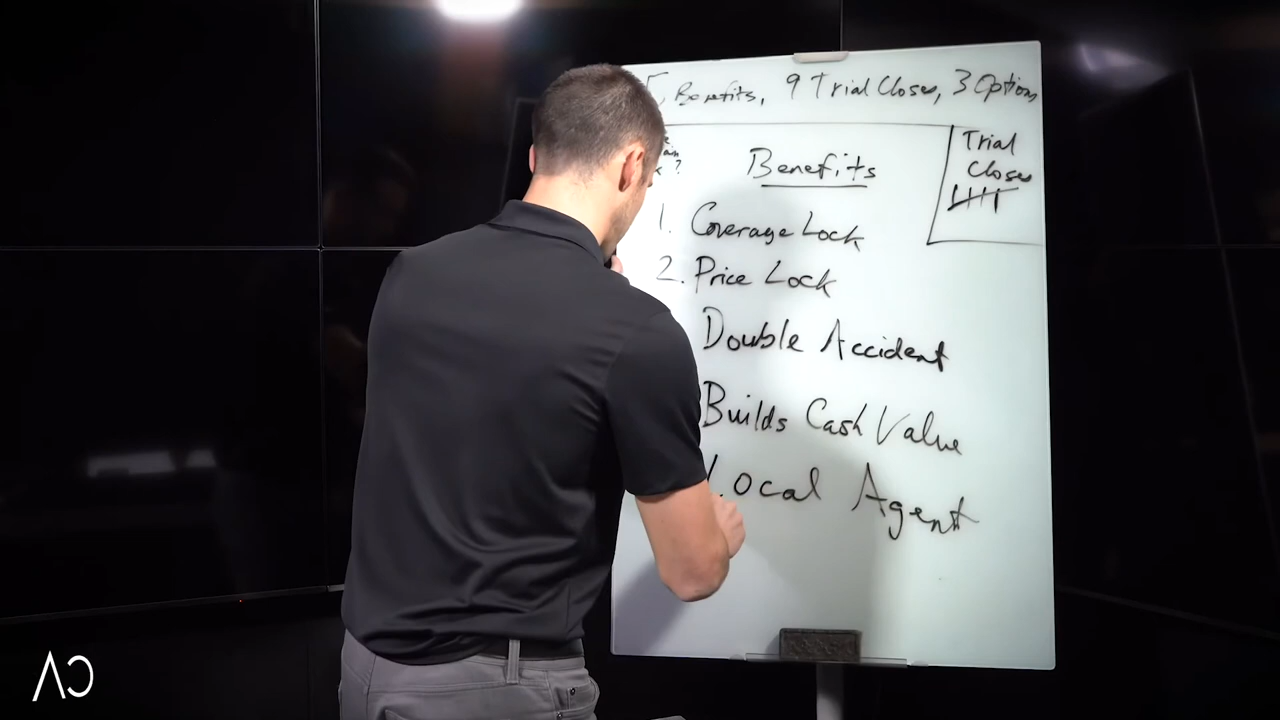 5 Benefits, 9 Trial Closes, 3 Options
Benefits
Trial
Closes
1. Coverage Lock
2. Price Lock
Double Accident
Builds Cash Value
Local Agent